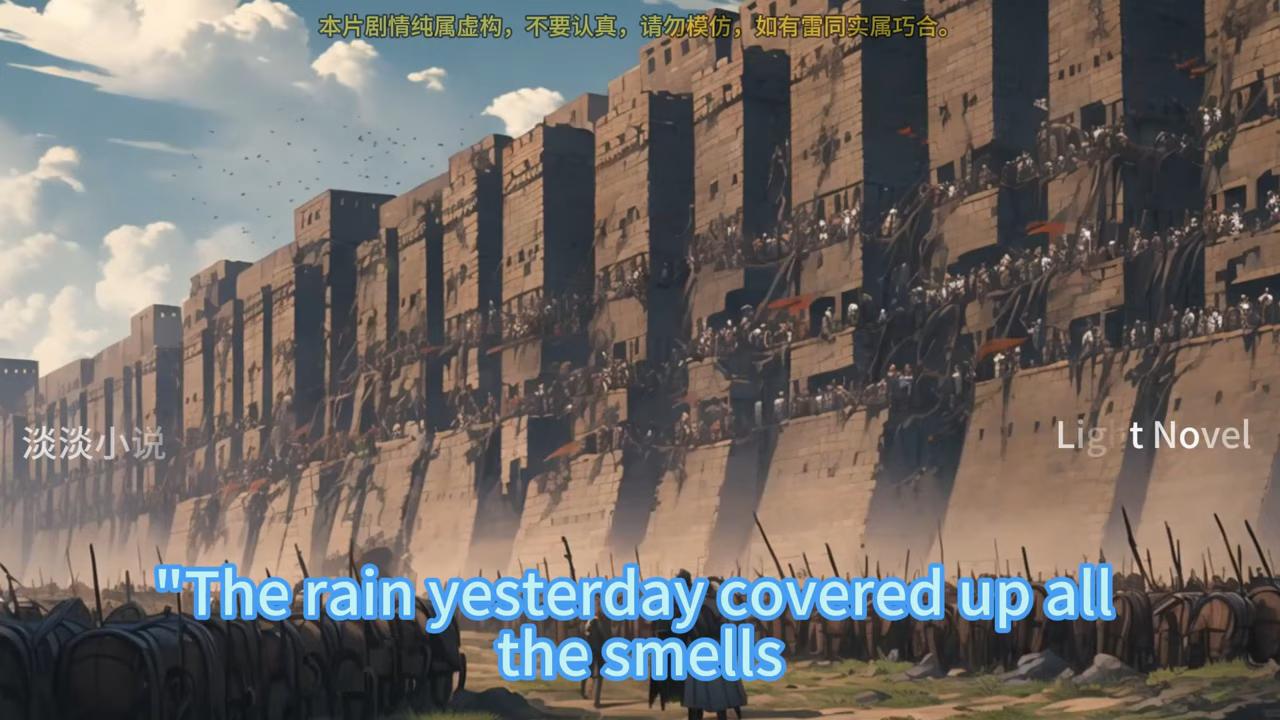 本片剧情纯属虚构，不要认真，请勿模仿，如有雷同实属巧合。
淡淡小说
Light Novel
"The rain yesterday covered up all
the smells